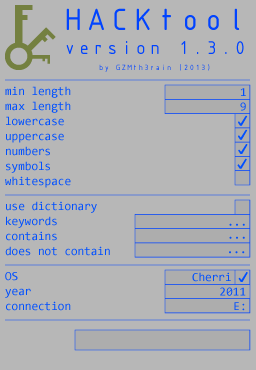 HACKtool
version 1.3.0
by GZMth3rain (2013)
min length 1
max length 9
lowercase
uppercase
numbers
symbols
whitespace
use dictionary
keywords ...
contains ...
does not contain ...
OS Cherri
year 2011
connection E: